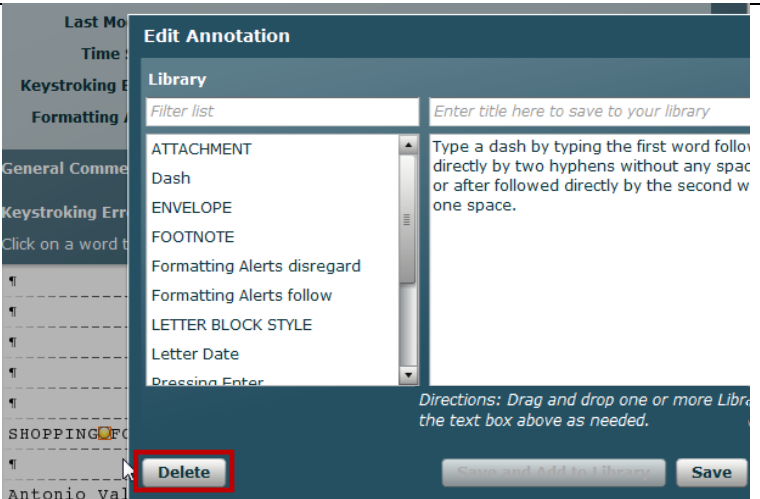 Last Mo
Time
Keystroking E
Formatting
General Comme
Keystroking Err
Click on a word t
¶
¶
¶
¶
¶
SHOPPING FO
¶
Antonio Val
Edit Annotation
Library
Filter list
Enter title here to save to your library
ATTACHMENT
Dash
ENVELOPE
FOOTNOTE
Formatting Alerts disregard
Formatting Alerts follow
LETTER BLOCK STYLE
Letter Date
Pressing Enter
Type a dash by typing the first word follow
directly by two hyphens without any spac
or after followed directly by the second w
one space.
Directions: Drag and drop one or more Libra
the text box above as needed.
Delete
Save and Add to Library
Save